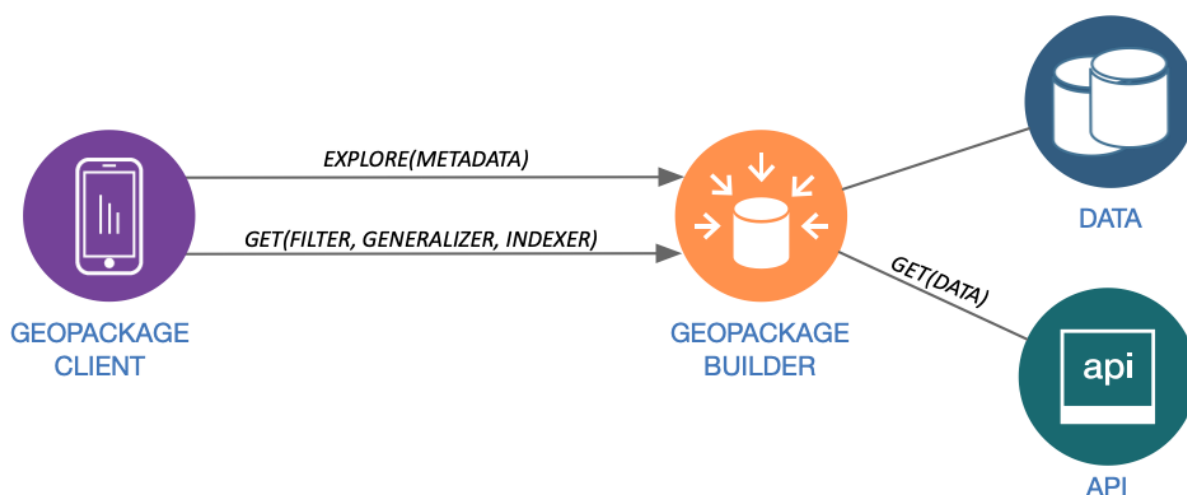 EXPLORE(METADATA)
GET(FILTER, GENERALIZER, INDEXER)
GEOPACKAGE
CLIENT
GEOPACKAGE
BUILDER
DATA
GET(DATA)
api
API